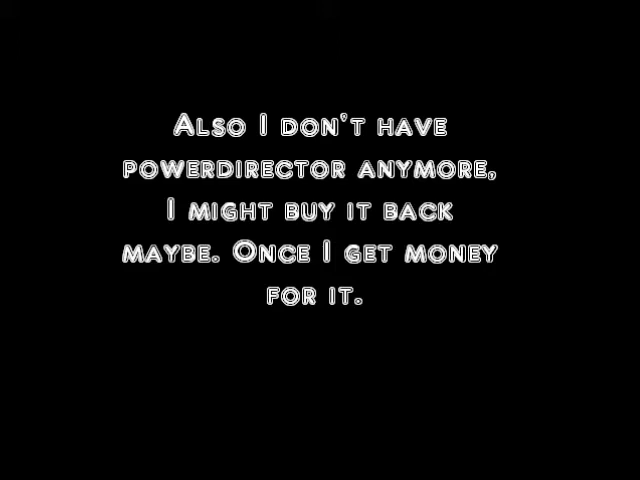 Also I don't have
powerdirector anymore,
I might buy it back
maybe. Once I get money
for it.